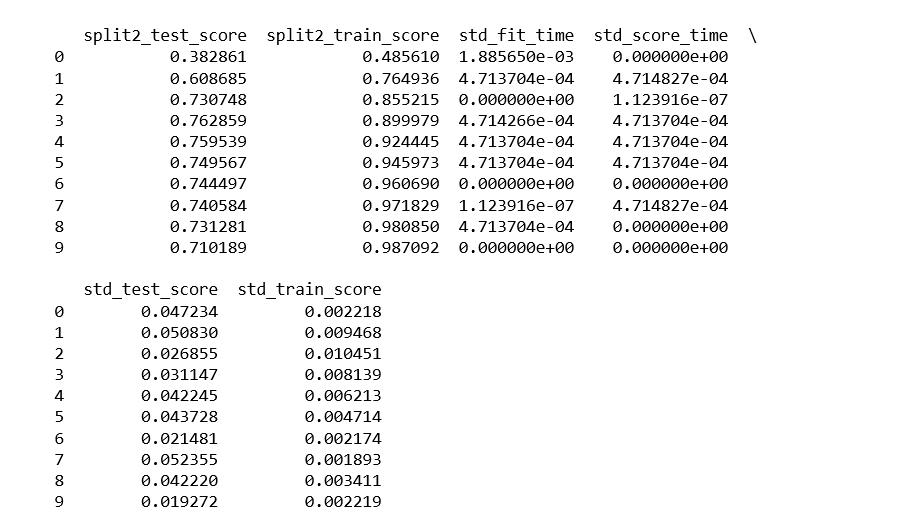 split2_test_score split2_train_score std_fit_time std_score_time \
0 0.382861 0.485610 1.885650e-03 0.000000e+00
1 0.608685 0.764936 4.713704e-04 4.714827e-04
2 0.730748 0.855215 0.000000e+00 1.123916e-07
3 0.762859 0.899979 4.714266e-04 4.713704e-04
4 0.759539 0.924445 4.713704e-04 4.713704e-04
5 0.749567 0.945973 4.713704e-04 4.713704e-04
6 0.744497 0.960690 0.000000e+00 0.000000e+00
7 0.740584 0.971829 1.123916e-07 4.714827e-04
8 0.731281 0.980850 4.713704e-04 0.000000e+00
9 0.710189 0.987092 0.000000e+00 0.000000e+00
std_test_score std_train_score
0 0.047234 0.002218
1 0.050830 0.009468
2 0.026855 0.010451
3 0.031147 0.008139
4 0.042245 0.006213
5 0.043728 0.004714
6 0.021481 0.002174
7 0.052355 0.001893
8 0.042220 0.003411
9 0.019272 0.002219